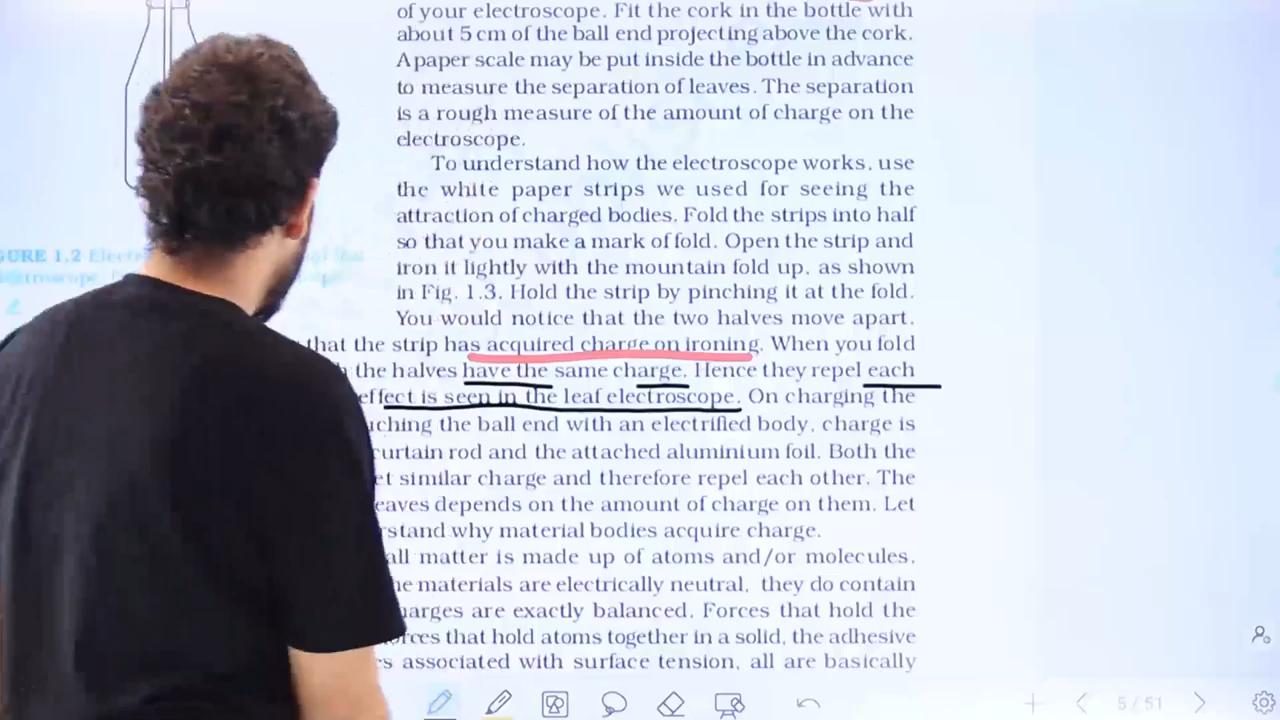 of your electroscope. Fit the cork in the bottle with
about 5 cm of the ball end projecting above the cork.
A paper scale may be put inside the bottle in advance
to measure the separation of leaves. The separation
is a rough measure of the amount of charge on the
electroscope.
To understand how the electroscope works, use
the white paper strips we used for seeing the
attraction of charged bodies. Fold the strips into half
so that you make a mark of fold. Open the strip and
iron it lightly with the mountain fold up, as shown
in Fig. 1.3. Hold the strip by pinching it at the fold.
You would notice that the two halves move apart.
that the strip has acquired charge on ironing. When you fold
the halves have the same charge. Hence they repel each
effect is seen in the leaf electroscope. On charging the
ching the ball end with an electrified body, charge is
curtain rod and the attached aluminium foil. Both the
et similar charge and therefore repel each other. The
eaves depends on the amount of charge on them. Let
stand why material bodies acquire charge.
all matter is made up of atoms and/or molecules.
he materials are electrically neutral, they do contain
harges are exactly balanced. Forces that hold the
rces that hold atoms together in a solid, the adhesive
s associated with surface tension, all are basically
GURE 1.2
5 / 51